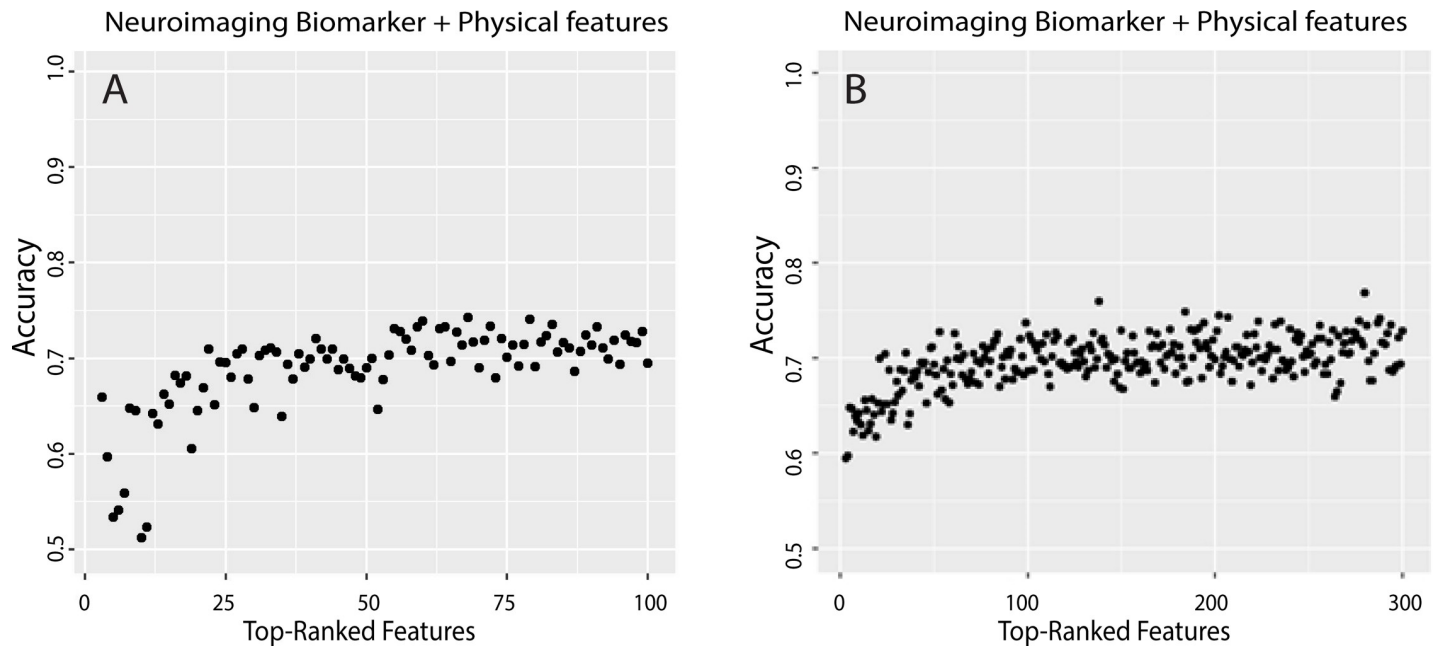 Neuroimaging Biomarker + Physical features
A
1.0
0.9
0.8
0.7
0.6
0.5
Accuracy
0 25 50 75 100
Top-Ranked Features
Neuroimaging Biomarker + Physical features
B
1.0
0.9
0.8
0.7
0.6
0.5
Accuracy
0 100 200 300
Top-Ranked Features